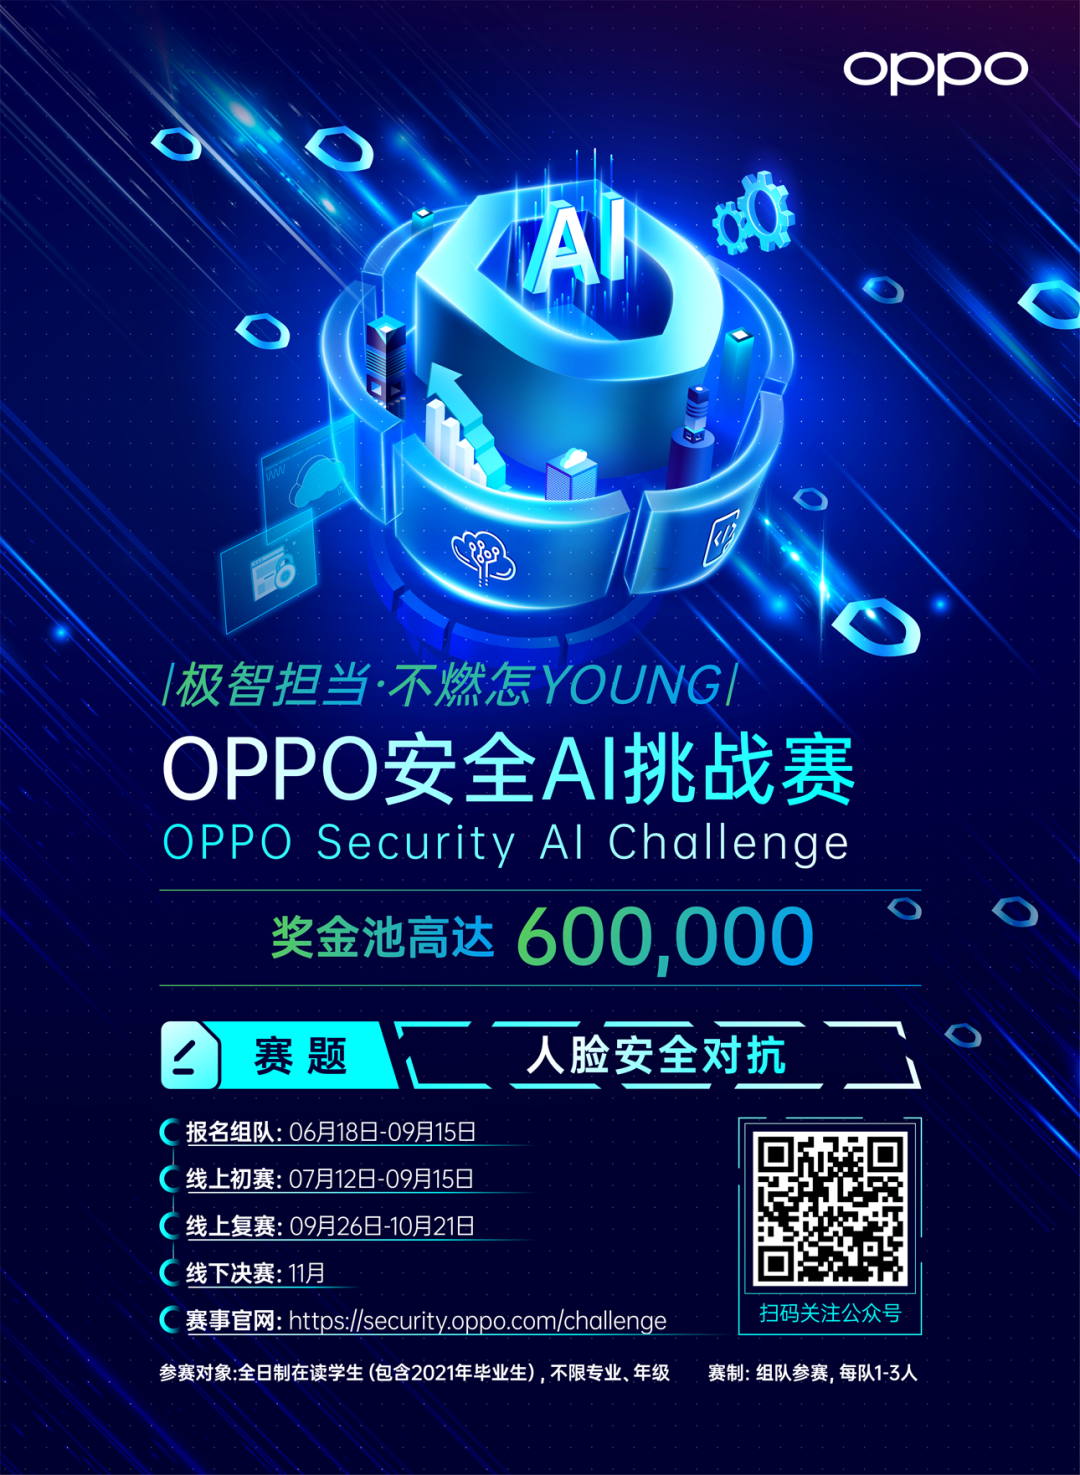 oppo
AI
|极智担当·不燃怎YOUNG|
OPPO安全AI挑战赛
OPPO Security AI Challenge
奖金池高达 600,000
赛题 人脸安全对抗
报名组队: 06月18日-09月15日
线上初赛: 07月12日-09月15日
线上复赛: 09月26日-10月21日
线下决赛: 11月
赛事官网: https://security.oppo.com/challenge
扫码关注公众号
参赛对象:全日制在读学生 (包含2021年毕业生) , 不限专业、年级 赛制: 组队参赛, 每队1-3人